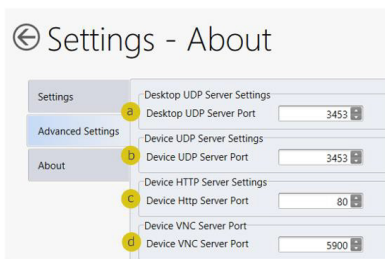 Settings - About
Settings
Advanced Settings
About
Desktop UDP Server Settings
a Desktop UDP Server Port 3453
Device UDP Server Settings
b Device UDP Server Port 3453
Device HTTP Server Settings
c Device Http Server Port 80
Device VNC Server Port
d Device VNC Server Port 5900